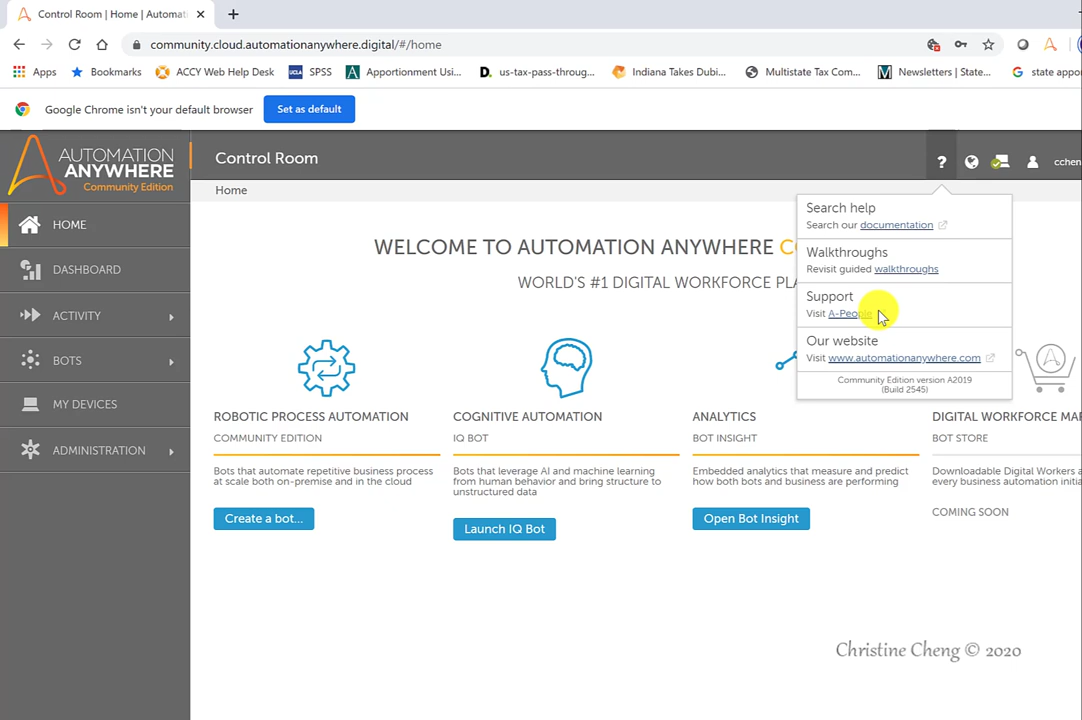 Control Room | Home | Automat
community.cloud.automationanywhere.digital/#/home
Apps Bookmarks ACCY Web Help Desk UCLA SPSS Apportionment Usi... D. us-tax-pass-throug... Indiana Takes Dubi... Multistate Tax Com... M Newsletters | State... G state appor
Google Chrome isn't your default browser Set as default
AUTOMATION
ANYWHERE
Community Edition
Control Room
? cchen
Home
HOME
DASHBOARD
ACTIVITY
BOTS
MY DEVICES
ADMINISTRATION
Search help
Search our documentation
Walkthroughs
Revisit guided walkthroughs
Support
Visit A-People
Our website
Visit www.automationanywhere.com
Community Edition version A2019
(Build 2545)
WELCOME TO AUTOMATION ANYWHERE
WORLD'S #1 DIGITAL WORKFORCE PLA
ROBOTIC PROCESS AUTOMATION
COMMUNITY EDITION
Bots that automate repetitive business process
at scale both on-premise and in the cloud
Create a bot...
COGNITIVE AUTOMATION
IQ BOT
Bots that leverage AI and machine learning
from human behavior and bring structure to
unstructured data
Launch IQ Bot
ANALYTICS
BOT INSIGHT
Embedded analytics that measure and predict
how both bots and business are performing
Open Bot Insight
DIGITAL WORKFORCE MA
BOT STORE
Downloadable Digital Workers a
every business automation initia
COMING SOON
Christine Cheng © 2020